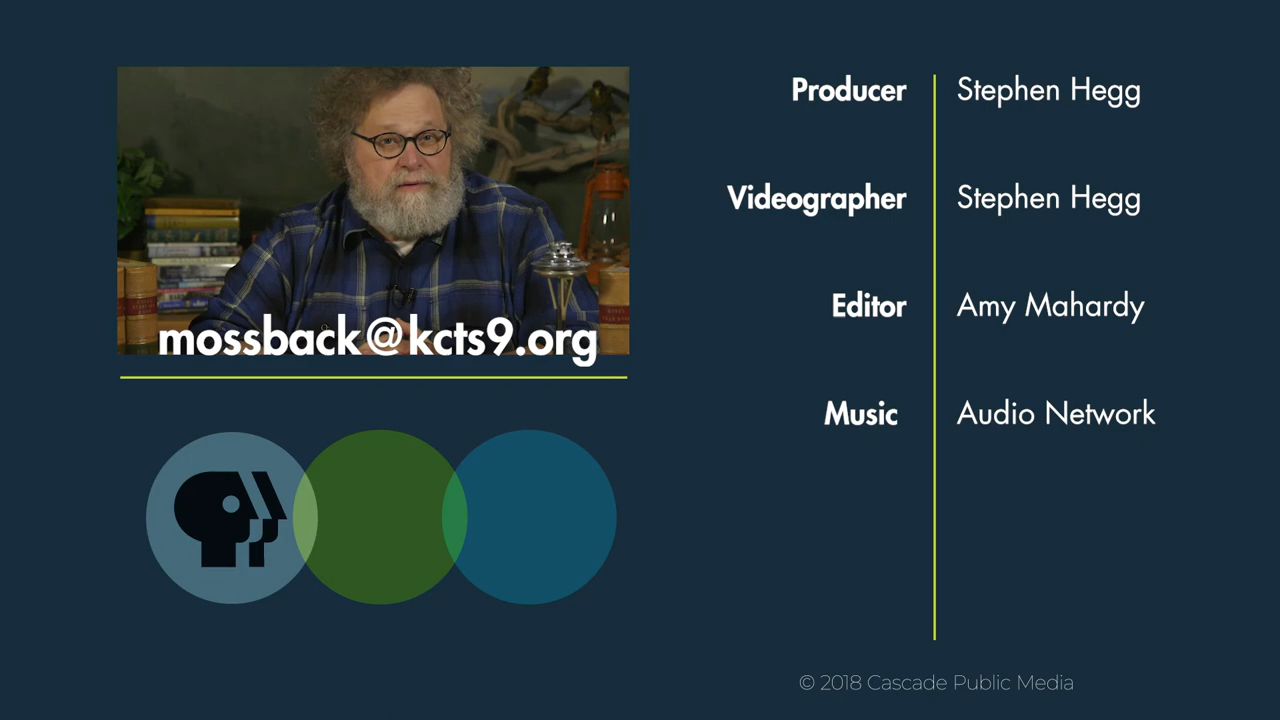 mossback@kcts9.org
Producer Stephen Hegg
Videographer Stephen Hegg
Editor Amy Mahardy
Music Audio Network
© 2018 Cascade Public Media